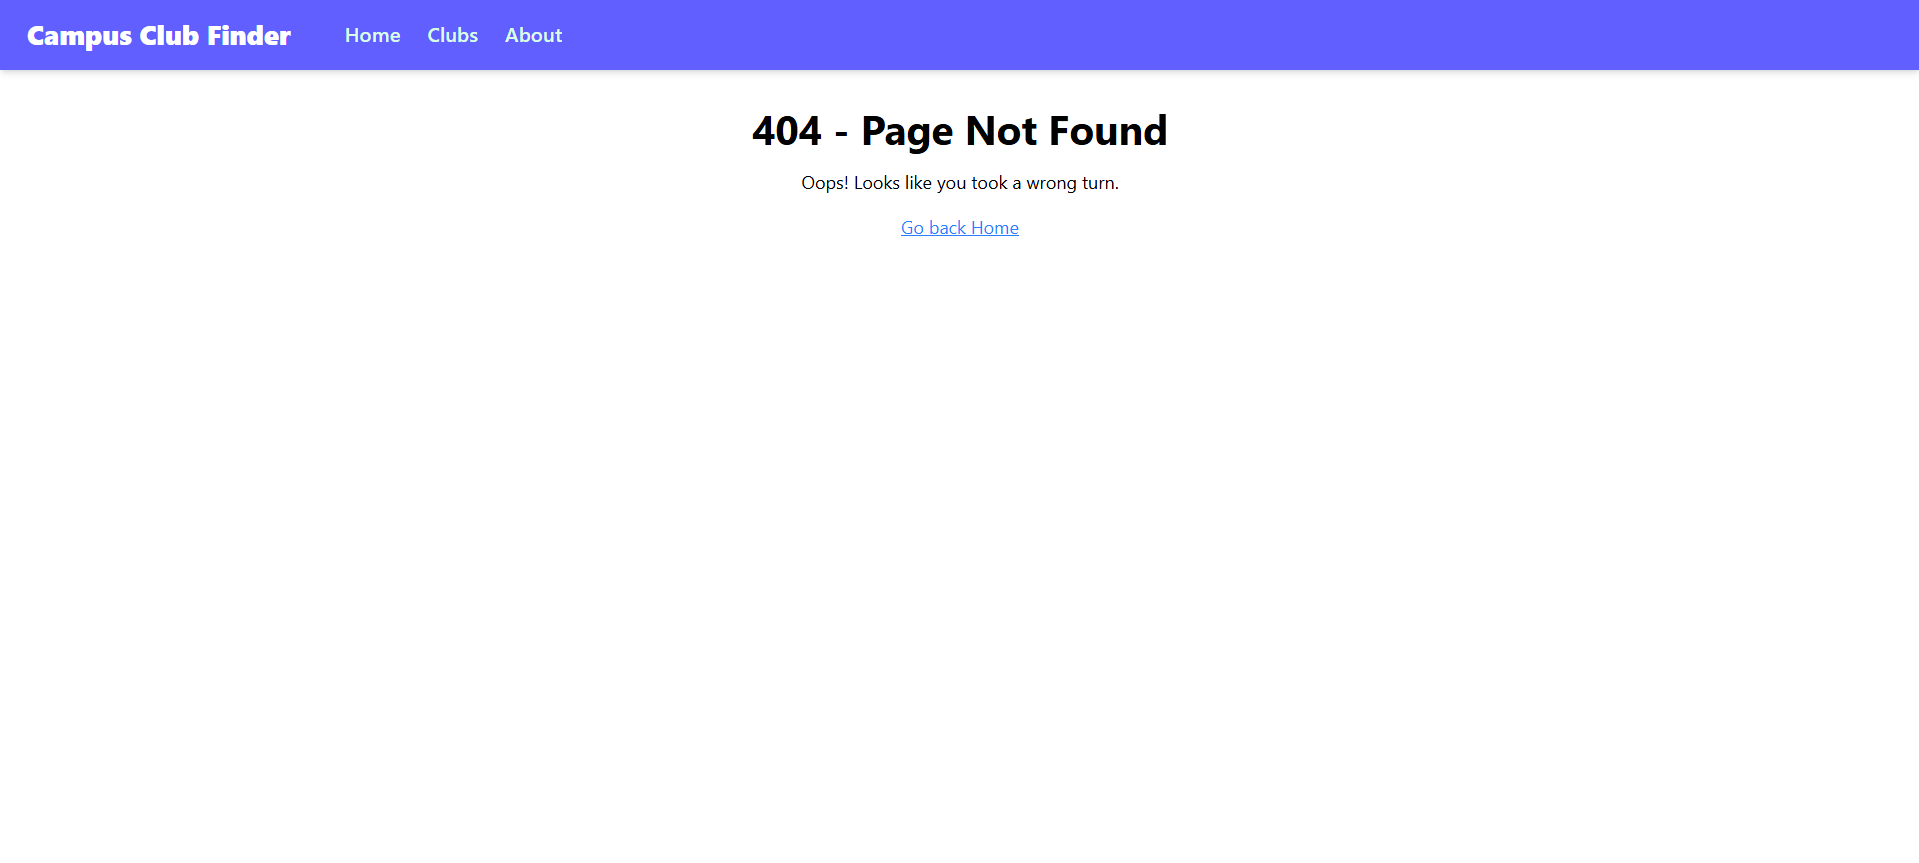 Campus Club Finder Home Clubs About
404 - Page Not Found
Oops! Looks like you took a wrong turn.
Go back Home